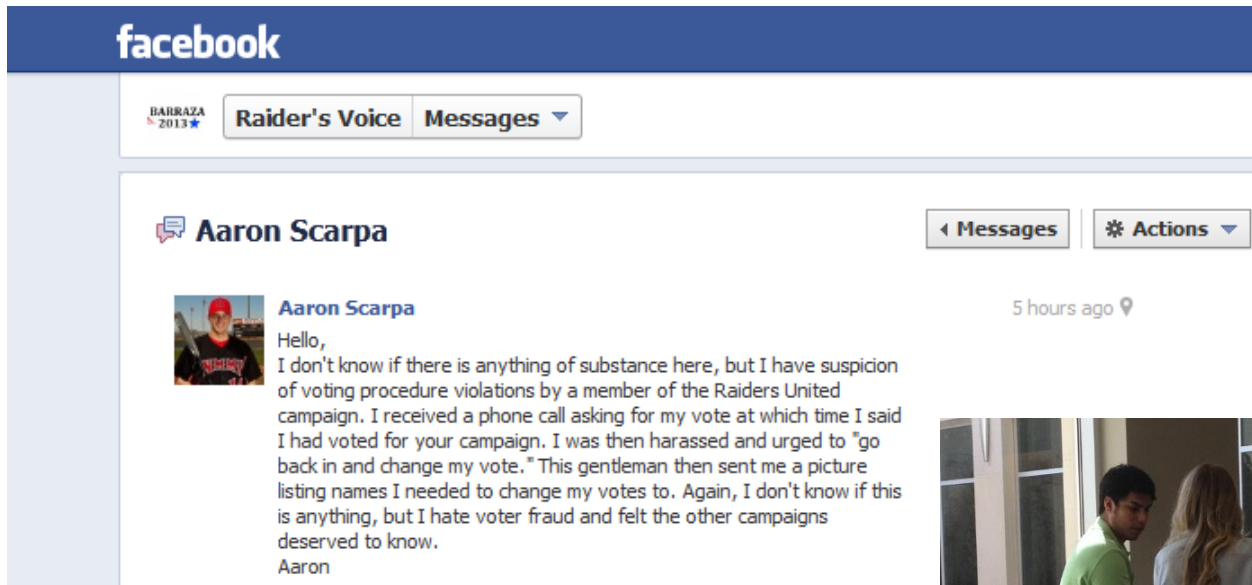 facebook
BARRAZA
2013
Raider's Voice Messages
Aaron Scarpa
Messages Actions
Aaron Scarpa
5 hours ago
Hello,
I don't know if there is anything of substance here, but I have suspicion
of voting procedure violations by a member of the Raiders United
campaign. I received a phone call asking for my vote at which time I said
I had voted for your campaign. I was then harassed and urged to "go
back in and change my vote." This gentleman then sent me a picture
listing names I needed to change my votes to. Again, I don't know if this
is anything, but I hate voter fraud and felt the other campaigns
deserved to know.
Aaron